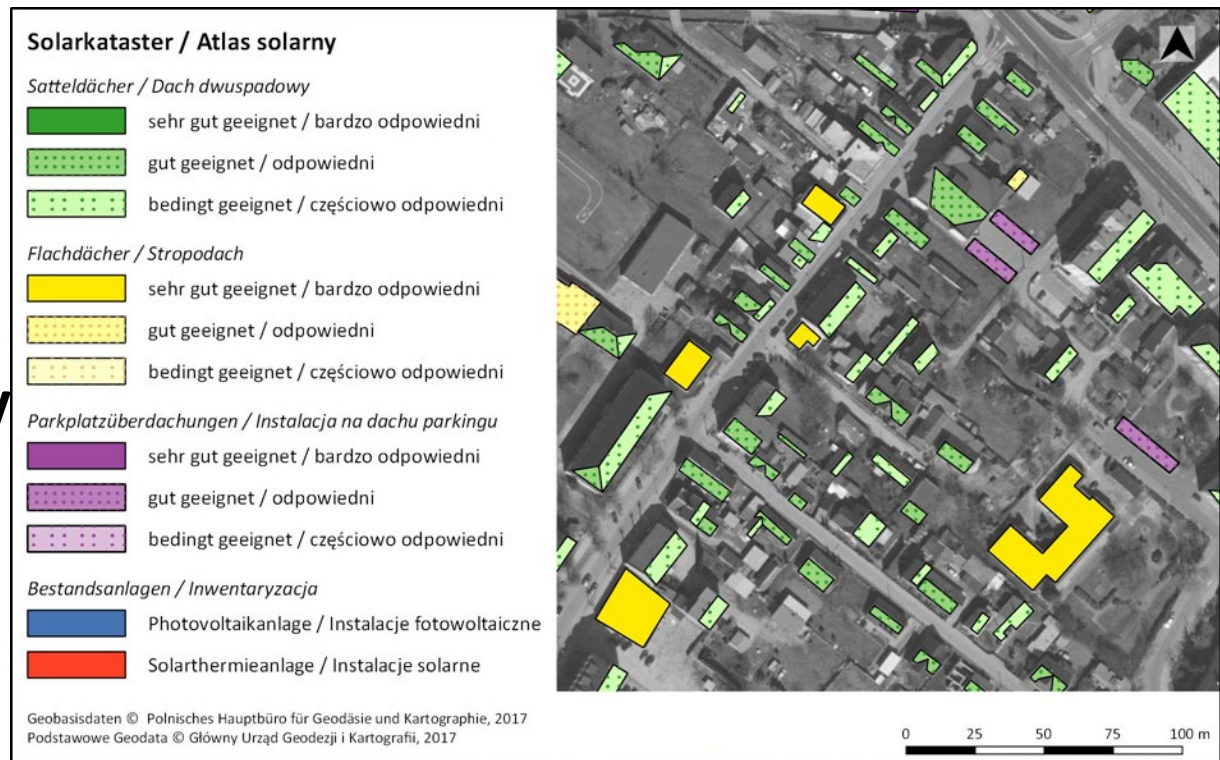 Solarkataster / Atlas solarny
Satteldächer / Dach dwuspadowy
sehr gut geeignet / bardzo odpowiedni
gut geeignet / odpowiedni
bedingt geeignet / częściowo odpowiedni
Flachdächer / Stropodach
sehr gut geeignet / bardzo odpowiedni
gut geeignet / odpowiedni
bedingt geeignet / częściowo odpowiedni
Parkplatzüberdachungen / Instalacja na dachu parkingu
sehr gut geeignet / bardzo odpowiedni
gut geeignet / odpowiedni
bedingt geeignet / częściowo odpowiedni
Bestandsanlagen / Inwentaryzacja
Photovoltaikanlage / Instalacje fotowoltaiczne
Solarthermieanlage / Instalacje solarne
Geobasisdaten © Polnisches Hauptbüro für Geodäsie und Kartographie, 2017
Podstawowe Geodata © Główny Urząd Geodezji i Kartografii, 2017
0 25 50 75 100 m